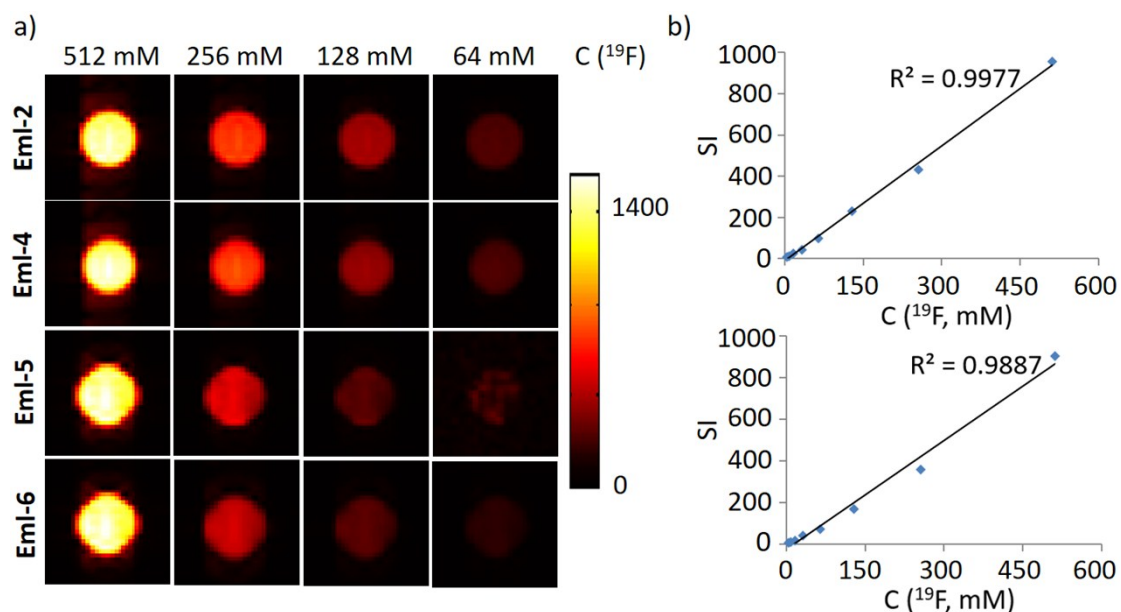 a)
512 mM 256 mM 128 mM 64 mM C (¹⁹F)
Eml-2
Eml-4
Eml-5
Eml-6
1400
0
b)
1000
800
600
400
200
0
SI
R² = 0.9977
0 150 300 450 600
C (¹⁹F, mM)
1000
800
600
400
200
0
SI
R² = 0.9887
0 150 300 450 600
C (¹⁹F, mM)